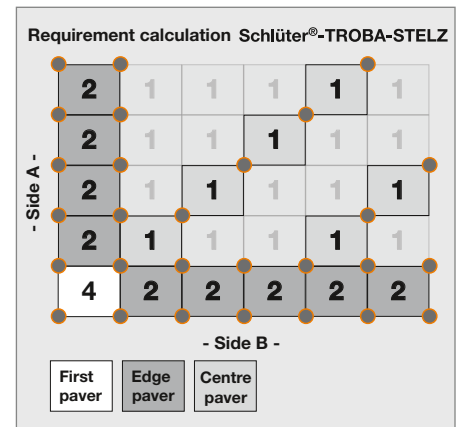 Requirement calculation Schlüter®-TROBA-STELZ
2 1 1 1 1 1
2 1 1 1 1 1
2 1 1 1 1 1
2 1 1 1 1 1
4 2 2 2 2 2
- Side A -
- Side B -
First
paver
Edge
paver
Centre
paver